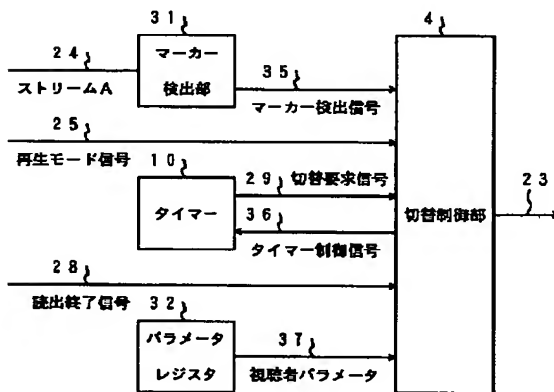 31
4
24
マーカー
検出部
35
ストリームA
マーカー検出信号
25
再生モード信号
10
29 切替要求信号
23
タイマー
36
切替制御部
タイマー制御信号
28
読出終了信号
32
パラメータ
レジスタ
37
視聴者パラメータ